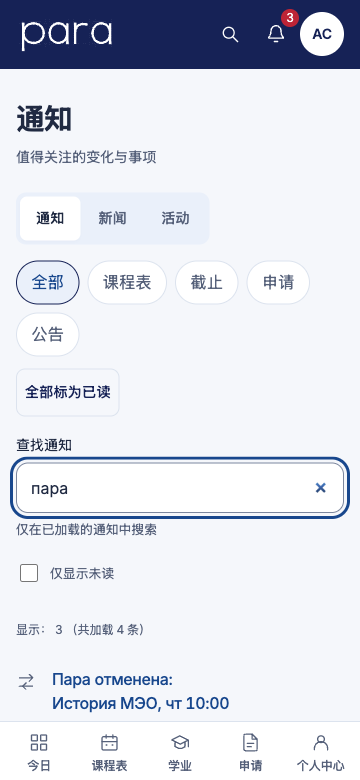 para
3
AC
通知
值得关注的变化与事项
通知 新闻 活动
全部 课程表 截止 申请
公告
全部标为已读
查找通知
пара
仅在已加载的通知中搜索
仅显示未读
显示： 3 （共加载 4 条）
Пара отменена:
История МЭО, чт 10:00
今日 课程表 学业 申请 个人中心